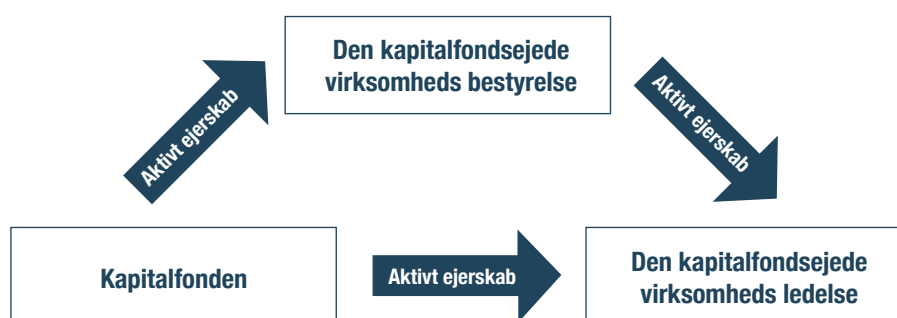 Den kapitalfondsejede
virksomheds bestyrelse
Aktivt ejerskab
Aktivt ejerskab
Kapitalfonden
Aktivt ejerskab
Den kapitalfondsejede
virksomheds ledelse